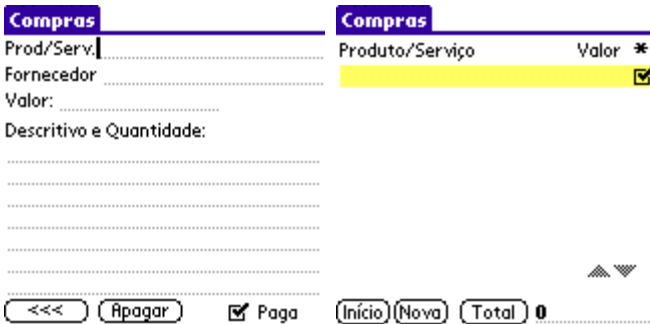 Compras
Prod/Serv.
Fornecedor
Valor:
Descritivo e Quantidade:
<<< Apagar Paga
Compras
Produto/Serviço Valor *
Início Nova Total 0